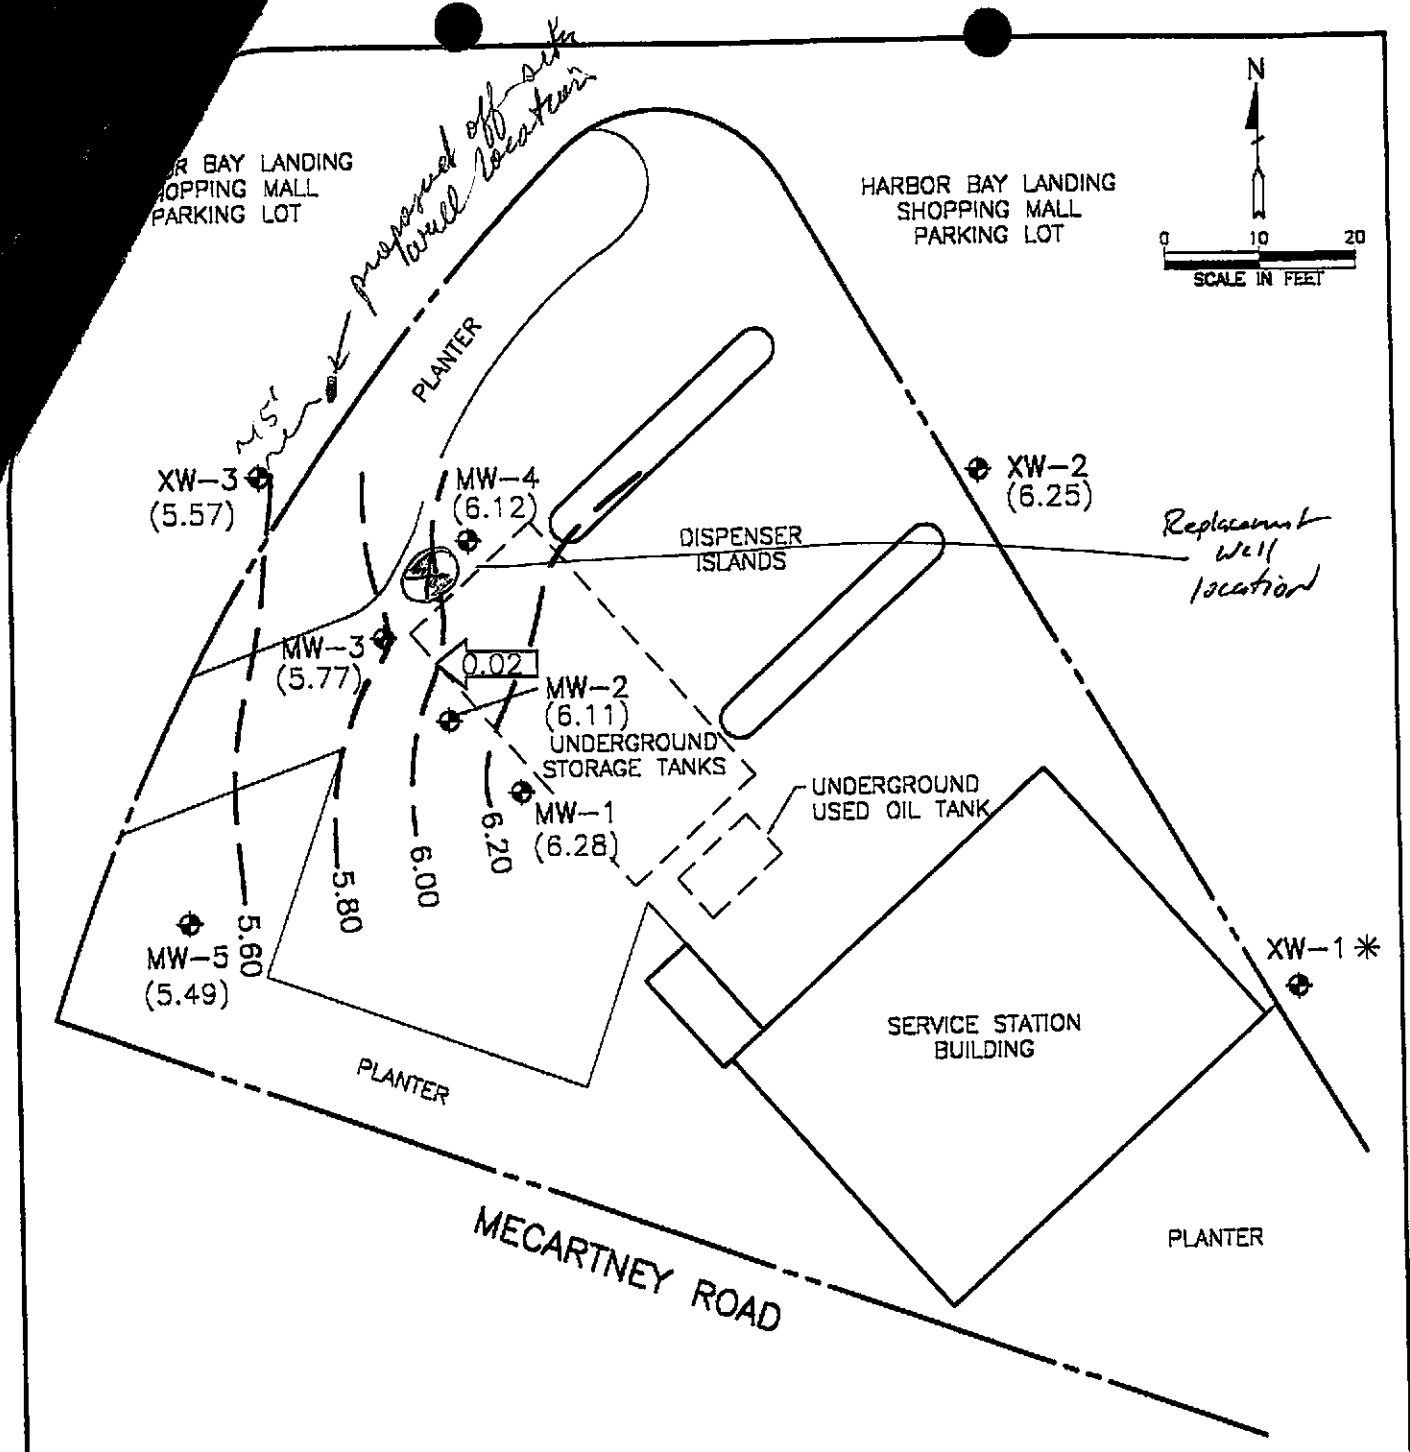 proposed off-site
well location
N
OR BAY LANDING
HOPPING MALL
PARKING LOT
HARBOR BAY LANDING
SHOPPING MALL
PARKING LOT
0 10 20
SCALE IN FEET
PLANTER
~15'
XW-3
(5.57)
MW-4
(6.12)
XW-2
(6.25)
DISPENSER
ISLANDS
Replacement
well
location
MW-3
(5.77)
0.02
MW-2
(6.11)
UNDERGROUND
STORAGE TANKS
UNDERGROUND
USED OIL TANK
MW-1
(6.28)
6.20
6.00
5.80
5.60
MW-5
(5.49)
XW-1 *
SERVICE STATION
BUILDING
PLANTER
MECARTNEY ROAD
PLANTER